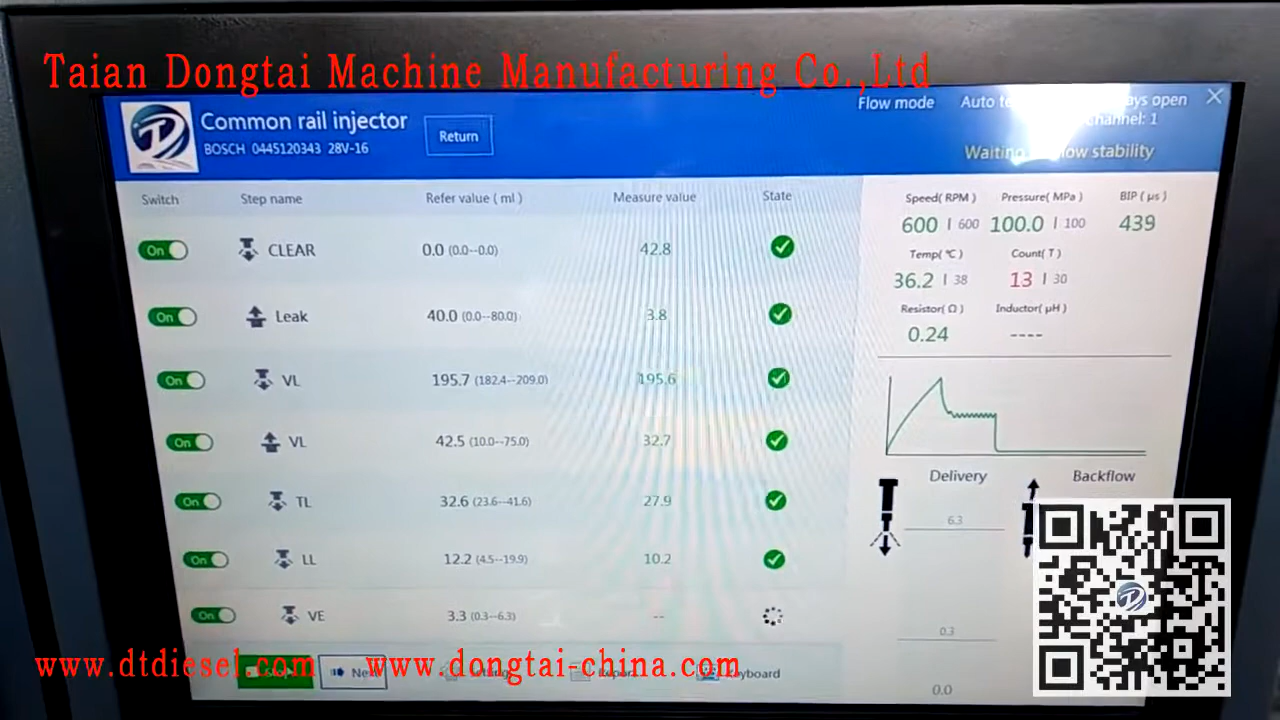 Taian Dongtai Machine Manufacturing Co.,Ltd
Common rail injector
BOSCH 0445120343 28V-16
Return
Flow mode Auto ays open
channel: 1
Waiting flow stability
Switch Step name Refer value ( ml ) Measure value State
On CLEAR 0.0 (0.0--0.0) 42.8
On Leak 40.0 (0.0--80.0) 3.8
On VL 195.7 (182.4--209.0) 195.6
On VL 42.5 (10.0--75.0) 32.7
On TL 32.6 (23.6--41.6) 27.9
On LL 12.2 (4.5--19.9) 10.2
On VE 3.3 (0.3--6.3) --
Speed( RPM ) Pressure( MPa ) BIP ( μs )
600 | 600 100.0 | 100 439
Temp( ℃ ) Count( T )
36.2 | 38 13 | 30
Resistor( Ω ) Inductor( μH )
0.24 ----
Delivery Backflow
6.3
0.3
0.0
www.dtdiesel.com www.dongtai-china.com